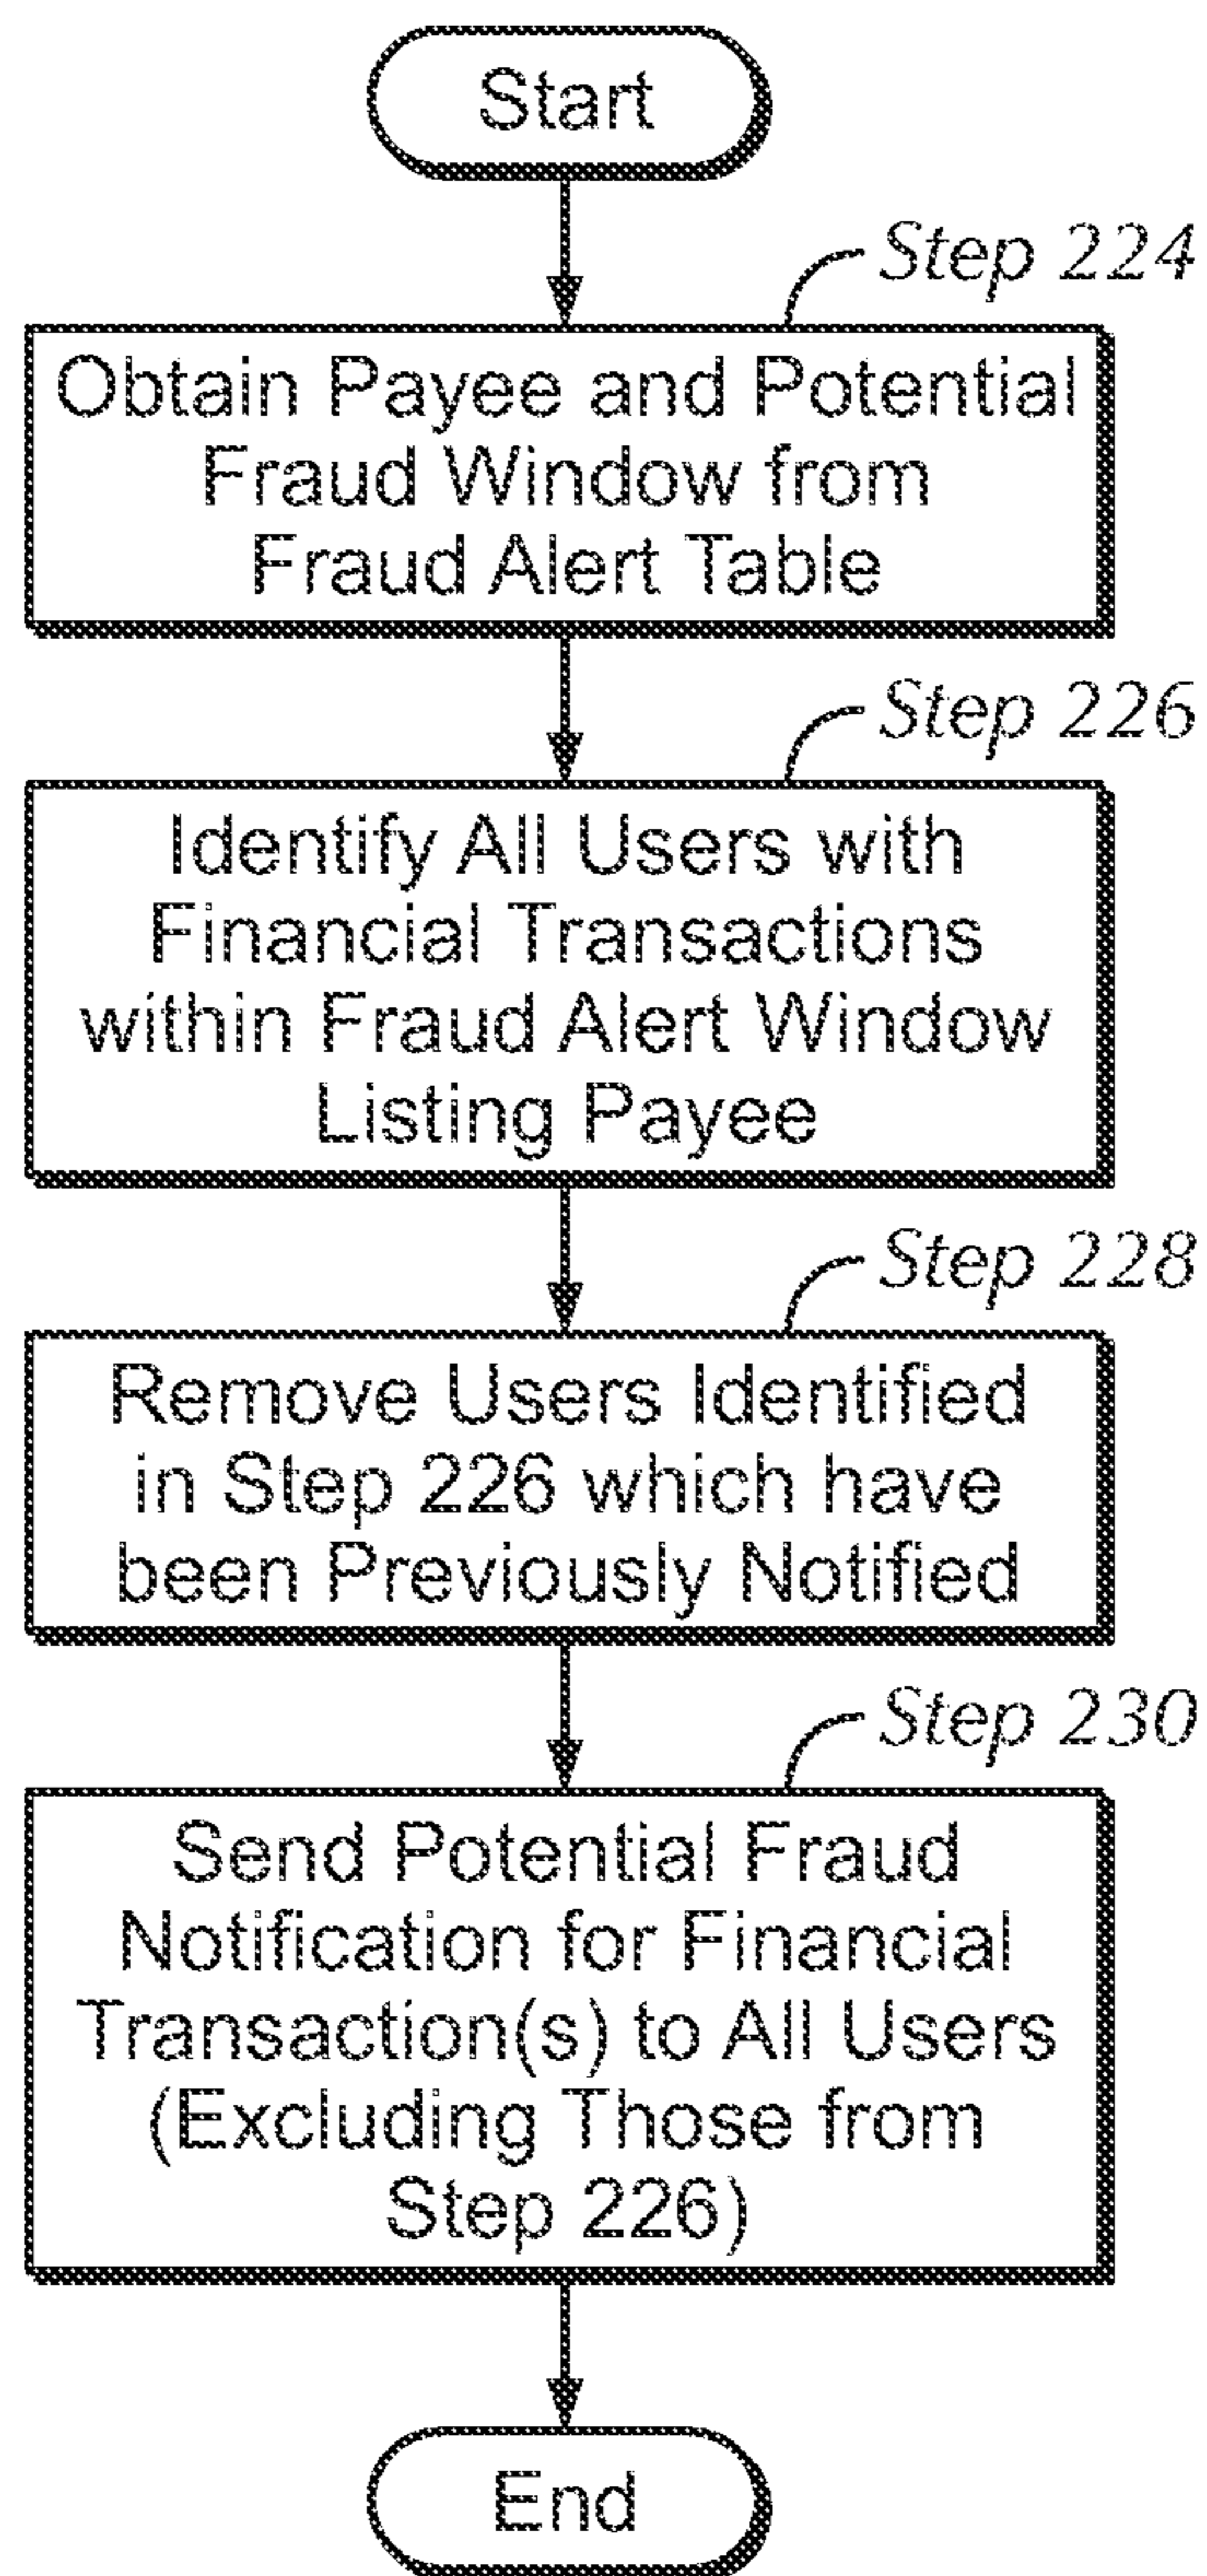 Start
Step 224
Obtain Payee and Potential
Fraud Window from
Fraud Alert Table
Step 226
Identify All Users with
Financial Transactions
within Fraud Alert Window
Listing Payee
Step 228
Remove Users Identified
in Step 226 which have
been Previously Notified
Step 230
Send Potential Fraud
Notification for Financial
Transaction(s) to All Users
(Excluding Those from
Step 226)
End